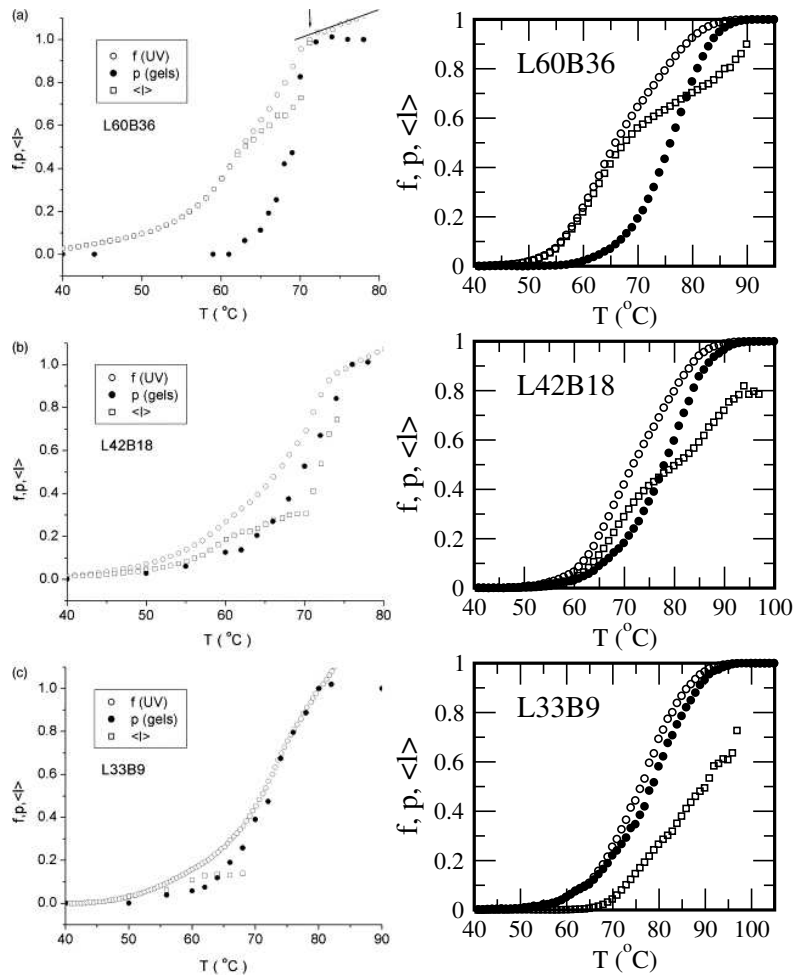 (a)
f (UV)
p (gels)
<l>
L60B36
f,p,<l>
1.0
0.8
0.6
0.4
0.2
0.0
40 50 60 70 80
T ( °C)
L60B36
f, p, <l>
1
0.8
0.6
0.4
0.2
0
40 50 60 70 80 90
T (°C)
(b)
f (UV)
p (gels)
<l>
L42B18
f,p,<l>
1.0
0.8
0.6
0.4
0.2
0.0
40 50 60 70 80
T ( °C)
L42B18
f, p, <l>
1
0.8
0.6
0.4
0.2
0
40 50 60 70 80 90 100
T (°C)
(c)
f (UV)
p (gels)
<l>
L33B9
f,p,<l>
1.0
0.8
0.6
0.4
0.2
0.0
40 50 60 70 80 90
T ( °C)
L33B9
f, p, <l>
1
0.8
0.6
0.4
0.2
0
40 50 60 70 80 90 100
T (°C)